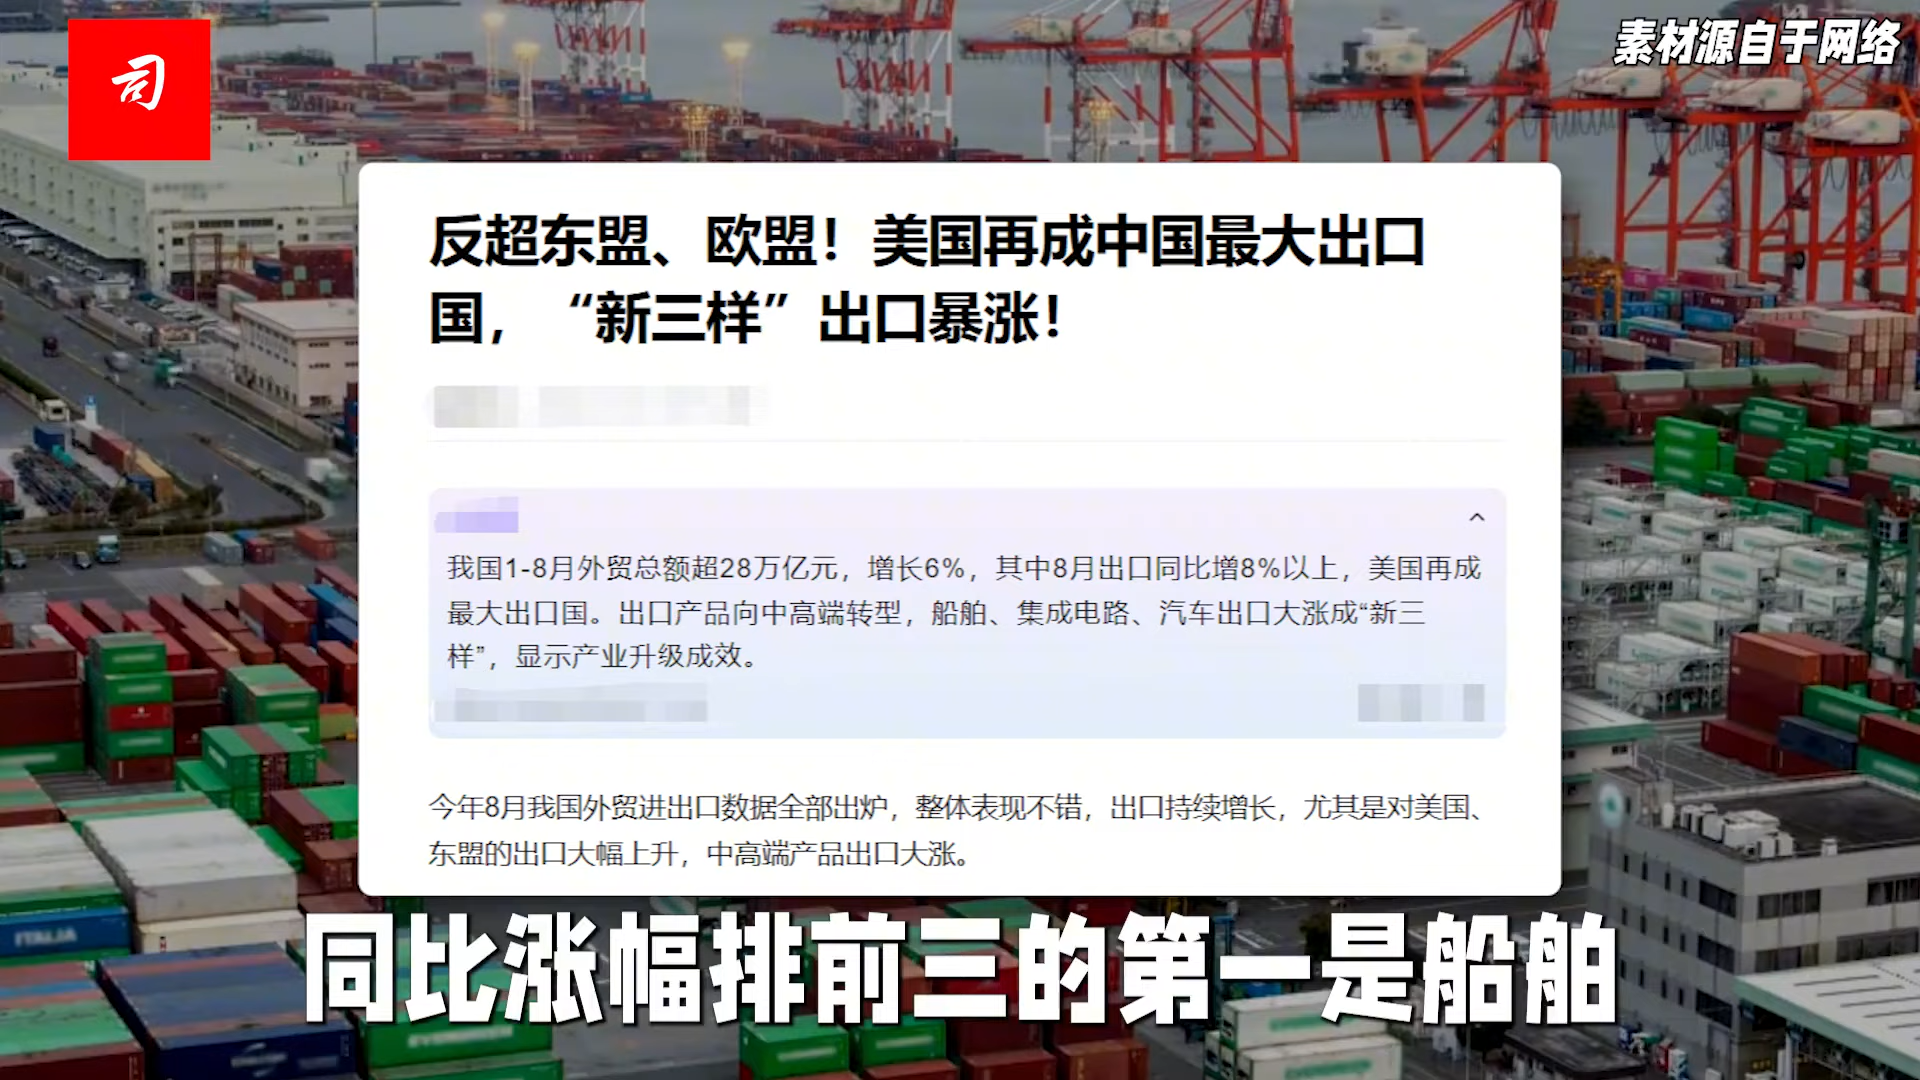 司
素材源自于网络
反超东盟、欧盟！美国再成中国最大出口
国，“新三样”出口暴涨！
我国1-8月外贸总额超28万亿元，增长6%，其中8月出口同比增8%以上，美国再成
最大出口国。出口产品向中高端转型，船舶、集成电路、汽车出口大涨成“新三
样”，显示产业升级成效。
今年8月我国外贸进出口数据全部出炉，整体表现不错，出口持续增长，尤其是对美国、
东盟的出口大幅上升，中高端产品出口大涨。
ITALIA
同比涨幅排前三的第一是船舶